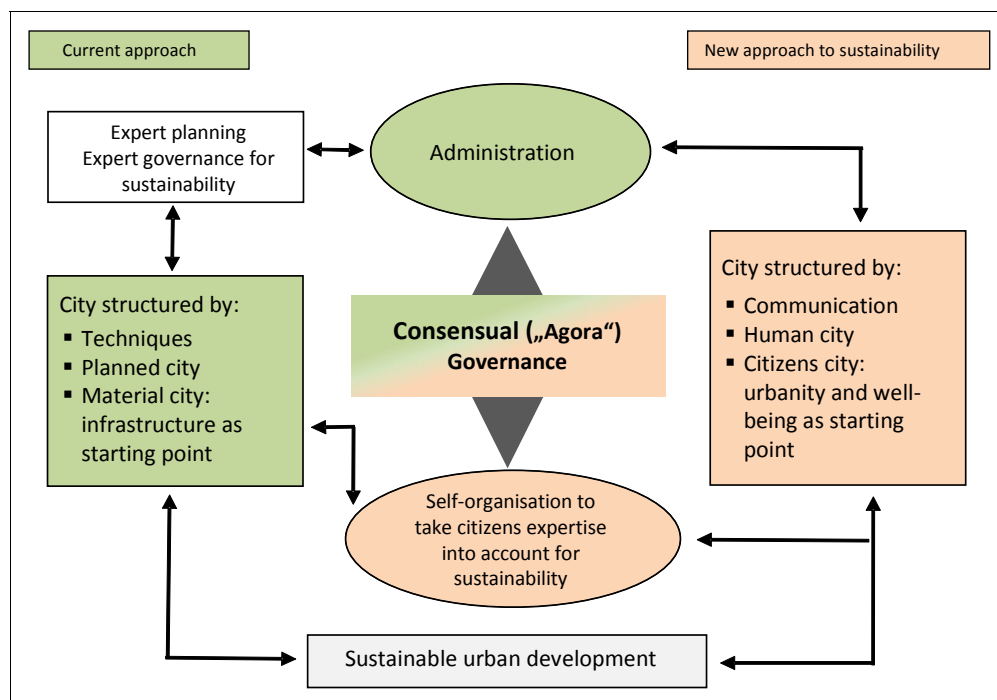 Current approach
New approach to sustainability
Expert planning
Expert governance for
sustainability
Administration
City structured by:
▪ Techniques
▪ Planned city
▪ Material city:
infrastructure as
starting point
Consensual („Agora“)
Governance
City structured by:
▪ Communication
▪ Human city
▪ Citizens city:
urbanity and well-
being as starting
point
Self-organisation to
take citizens expertise
into account for
sustainability
Sustainable urban development